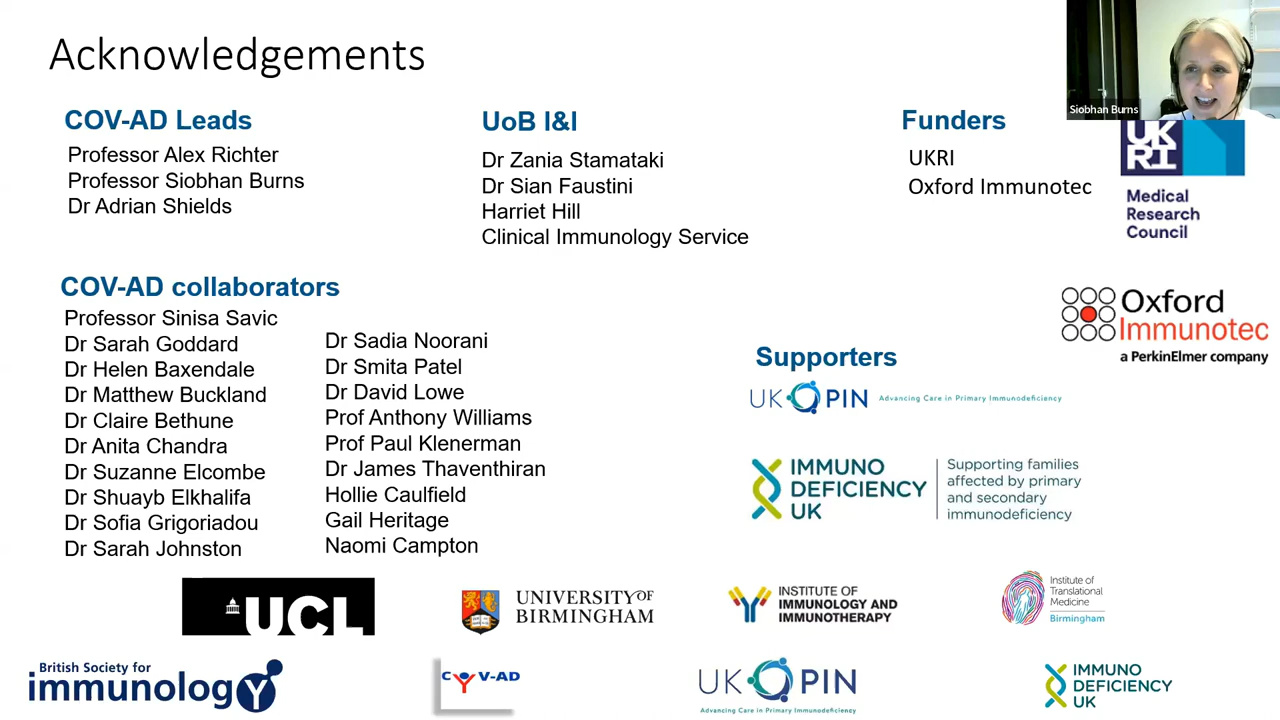 Acknowledgements
Siobhan Burns
COV-AD Leads
Professor Alex Richter
Professor Siobhan Burns
Dr Adrian Shields
UoB I&I
Dr Zania Stamataki
Dr Sian Faustini
Harriet Hill
Clinical Immunology Service
Funders
UKRI
Oxford Immunotec
UK
RI
Medical
Research
Council
Oxford
Immunotec
a PerkinElmer company
COV-AD collaborators
Professor Sinisa Savic
Dr Sarah Goddard
Dr Helen Baxendale
Dr Matthew Buckland
Dr Claire Bethune
Dr Anita Chandra
Dr Suzanne Elcombe
Dr Shuayb Elkhalifa
Dr Sofia Grigoriadou
Dr Sarah Johnston
Dr Sadia Noorani
Dr Smita Patel
Dr David Lowe
Prof Anthony Williams
Prof Paul Klenerman
Dr James Thaventhiran
Hollie Caulfield
Gail Heritage
Naomi Campton
Supporters
UK PIN Advancing Care in Primary Immunodeficiency
IMMUNO
DEFICIENCY
UK
Supporting families
affected by primary
and secondary
immunodeficiency
UCL
UNIVERSITY OF
BIRMINGHAM
INSTITUTE OF
IMMUNOLOGY AND
IMMUNOTHERAPY
Institute of
Translational
Medicine
Birmingham
British Society for
immunology
COV-AD
UK PIN
Advancing Care in Primary Immunodeficiency
IMMUNO
DEFICIENCY
UK